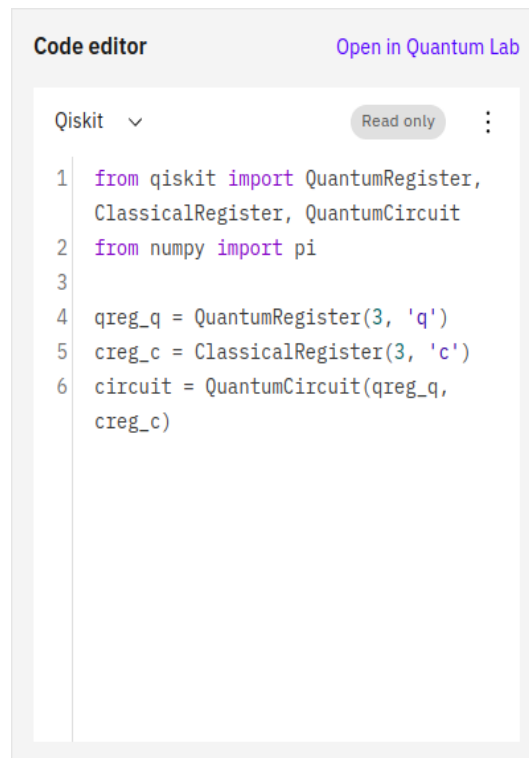 Code editor Open in Quantum Lab
Qiskit Read only
1 from qiskit import QuantumRegister,
ClassicalRegister, QuantumCircuit
2 from numpy import pi
3
4 qreg_q = QuantumRegister(3, 'q')
5 creg_c = ClassicalRegister(3, 'c')
6 circuit = QuantumCircuit(qreg_q,
creg_c)